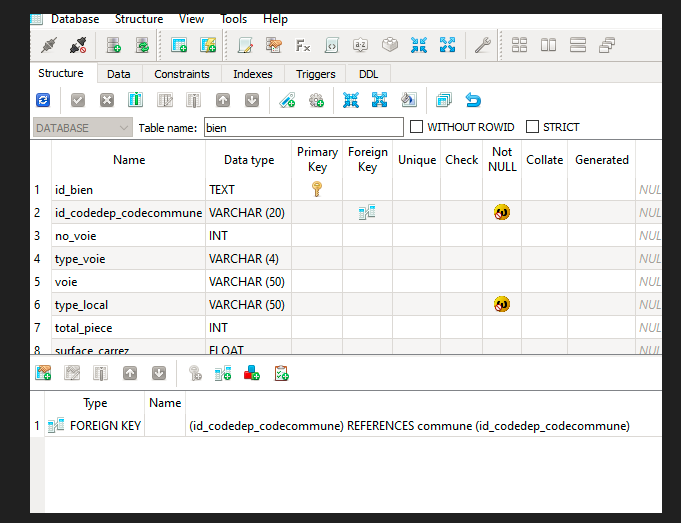 Database Structure View Tools Help
Structure Data Constraints Indexes Triggers DDL
DATABASE Table name: bien WITHOUT ROWID STRICT
Name Data type Primary Key Foreign Key Unique Check Not NULL Collate Generated
1 id_bien TEXT NUL
2 id_codedep_codecommune VARCHAR (20) NUL
3 no_voie INT NUL
4 type_voie VARCHAR (4) NUL
5 voie VARCHAR (50) NUL
6 type_local VARCHAR (50) NUL
7 total_piece INT NUL
8 surface_carrez FLOAT NUL
Type Name
1 FOREIGN KEY (id_codedep_codecommune) REFERENCES commune (id_codedep_codecommune)